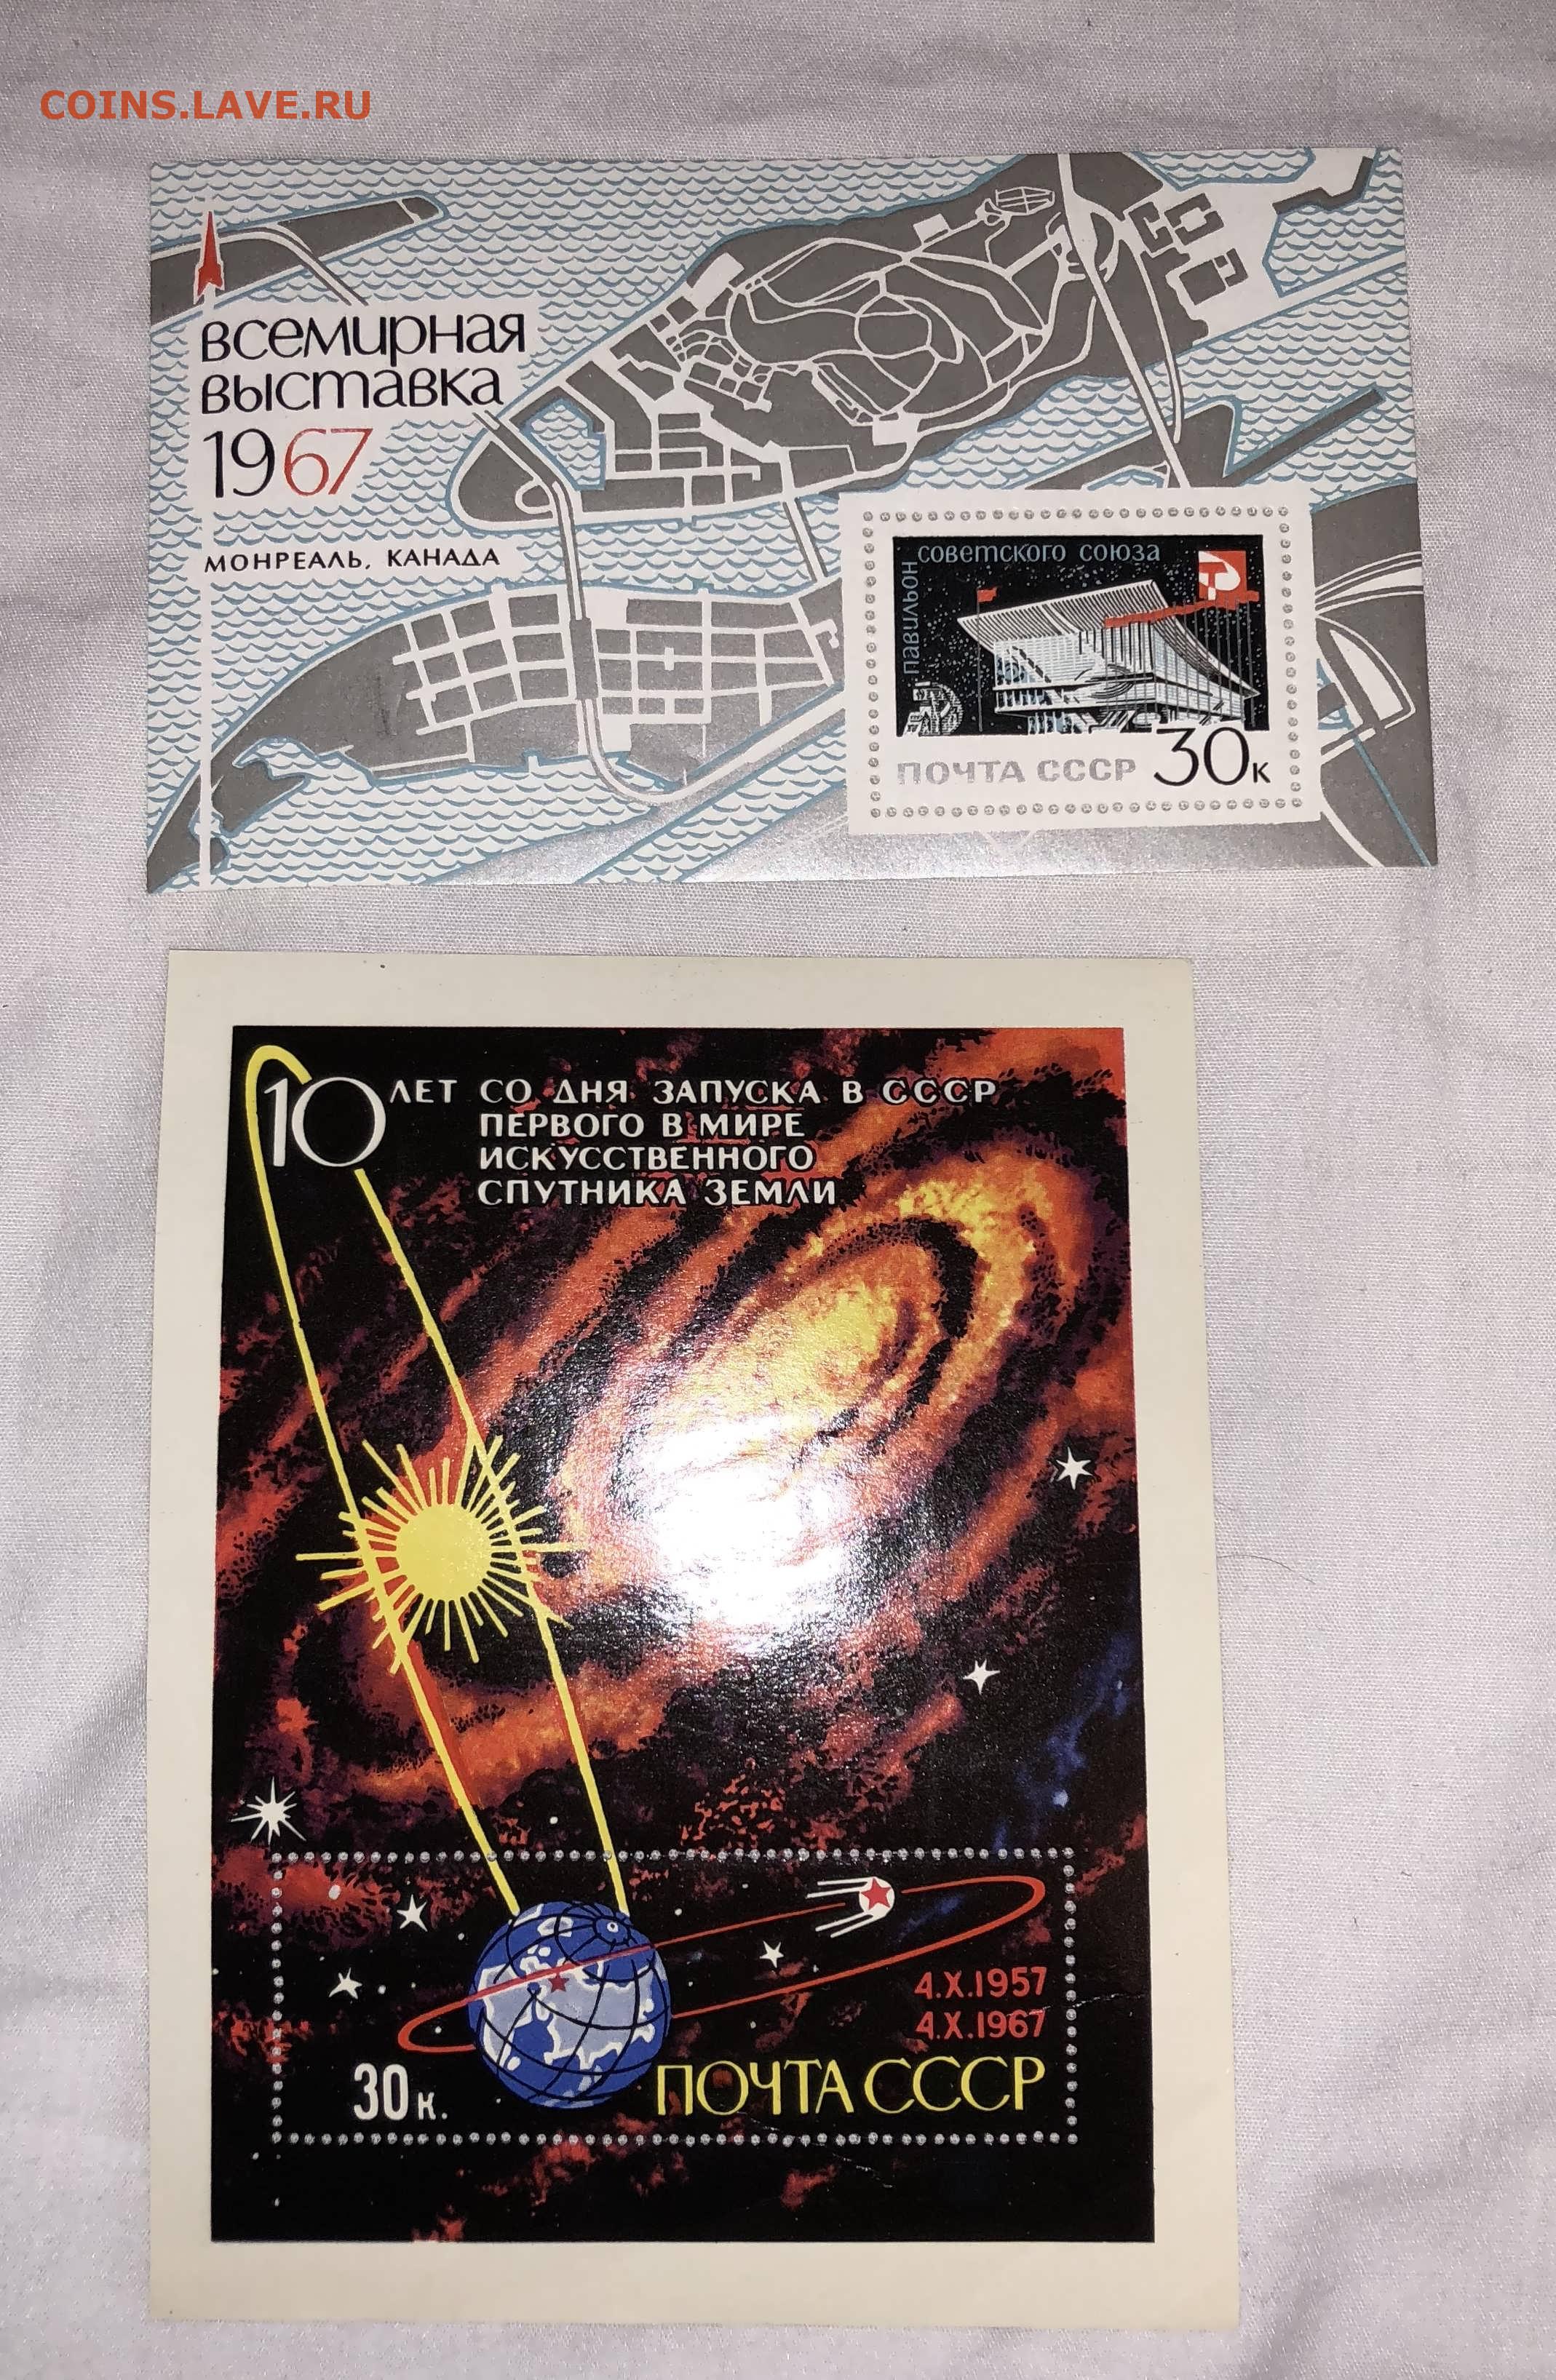 COINS.LAVE.RU
всемирная
выставка
1967
МОНРЕАЛЬ, КАНАДА
павильон
советского союза
ПОЧТА СССР 30к
10 ЛЕТ СО ДНЯ ЗАПУСКА В СССР
ПЕРВОГО В МИРЕ
ИСКУССТВЕННОГО
СПУТНИКА ЗЕМЛИ
4.X.1957
4.X.1967
30к.
ПОЧТА СССР